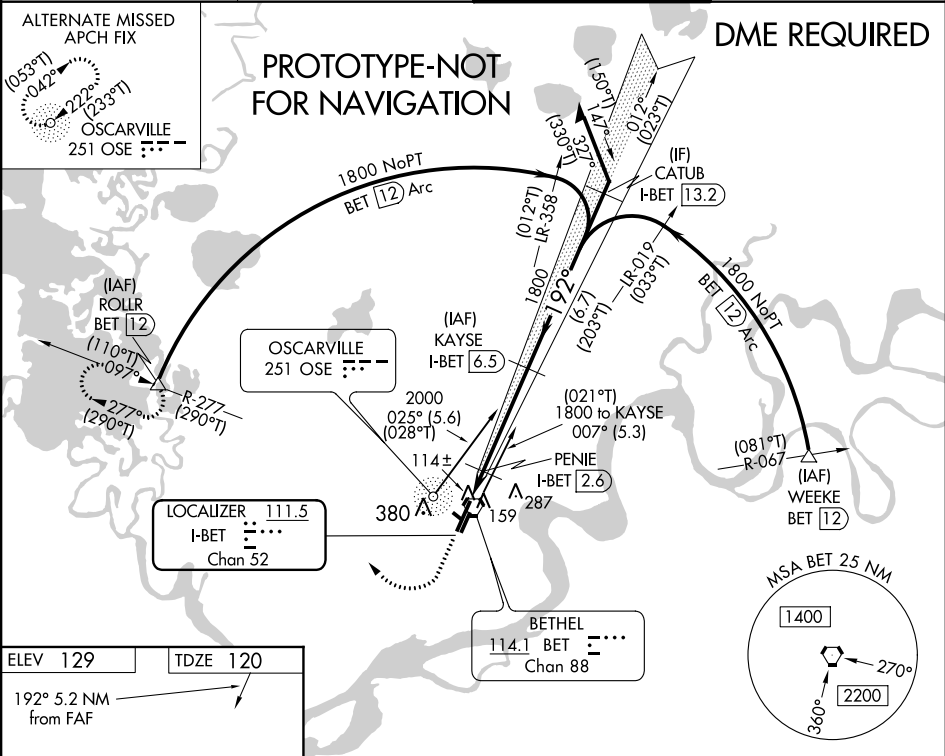 ALTERNATE MISSED
APCH FIX
(053°T)
042°
222°
(233°T)
OSCARVILLE
251 OSE
PROTOTYPE-NOT
FOR NAVIGATION
DME REQUIRED
1800 NoPT
BET 12 Arc
(150°T)
147°
012°
(023°T)
327°
(330°T)
(IF)
CATUB
I-BET 13.2
(012°T)
LR-358
1800
192°
(6.7)
(203°T)
LR-019
(033°T)
1800 NoPT
BET 12 Arc
(IAF)
ROLLR
BET 12
(110°T)
097°
277°
(290°T)
R-277
(290°T)
OSCARVILLE
251 OSE
(IAF)
KAYSE
I-BET 6.5
2000
025° (5.6)
(028°T)
(021°T)
1800 to KAYSE
007° (5.3)
114±
PENIE
I-BET 2.6
380
159
287
(081°T)
R-067
(IAF)
WEEKE
BET 12
LOCALIZER 111.5
I-BET
Chan 52
BETHEL
114.1 BET
Chan 88
MSA BET 25 NM
1400
270°
2200
360°
ELEV 129
TDZE 120
192° 5.2 NM
from FAF